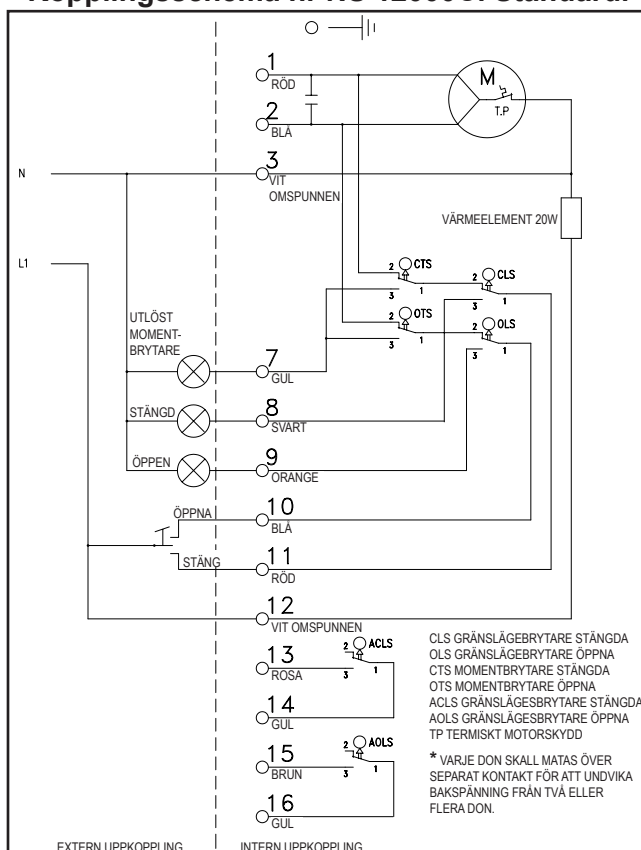 1
RÖD
2
BLÅ
3
VIT
OMSPUNNEN
N
L1
M
T.P
VÄRMEELEMENT 20W
2 CTS
3 1
2 CLS
3 1
2 OTS
3 1
2 OLS
3 1
UTLÖST
MOMENT-
BRYTARE
7
GUL
STÄNGD
8
SVART
ÖPPEN
9
ORANGE
ÖPPNA
10
BLÅ
STÄNG
11
RÖD
12
VIT OMSPUNNEN
13
ROSA
2 ACLS
3 1
14
GUL
15
BRUN
2 AOLS
3 1
16
GUL
CLS GRÄNSLÄGEBRYTARE STÄNGDA
OLS GRÄNSLÄGEBRYTARE ÖPPNA
CTS MOMENTBRYTARE STÄNGDA
OTS MOMENTBRYTARE ÖPPNA
ACLS GRÄNSLÄGESBRYTARE STÄNGDA
AOLS GRÄNSLÄGESBRYTARE ÖPPNA
TP TERMISKT MOTORSKYDD
* VARJE DON SKALL MATAS ÖVER
SEPARAT KONTAKT FÖR ATT UNDVIKA
BAKSPÄNNING FRÅN TVÅ ELLER
FLERA DON.
EXTERN UPPKOPPLING
INTERN UPPKOPPLING